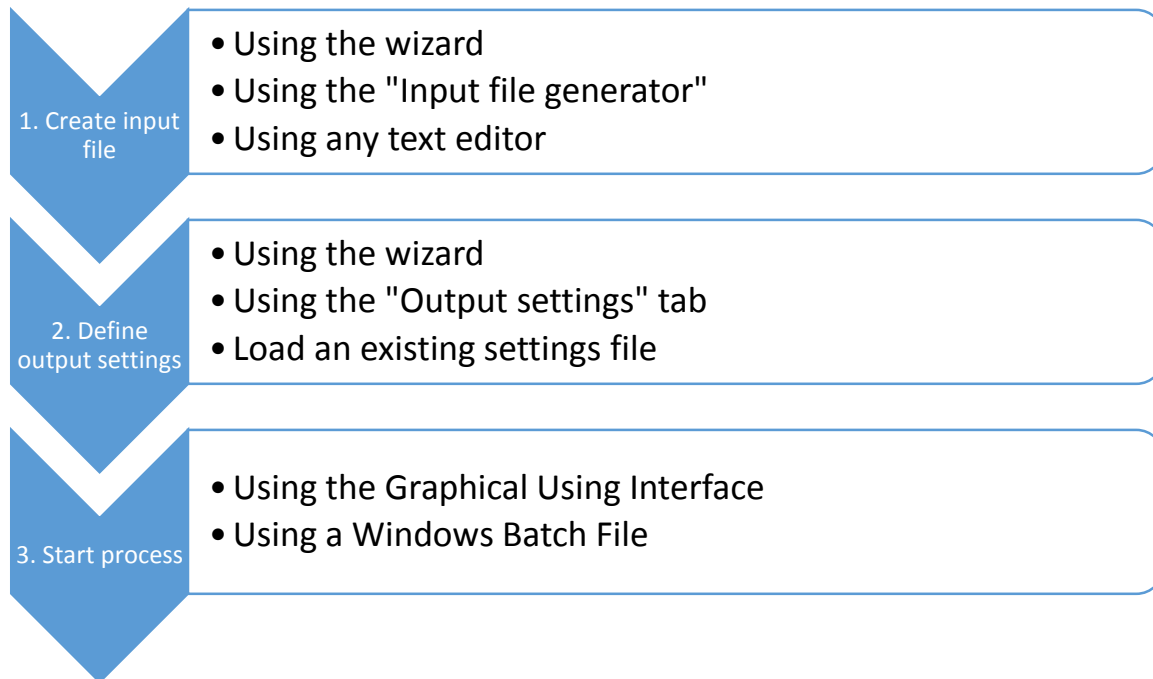 1. Create input
file
• Using the wizard
• Using the "Input file generator"
• Using any text editor
2. Define
output settings
• Using the wizard
• Using the "Output settings" tab
• Load an existing settings file
3. Start process
• Using the Graphical Using Interface
• Using a Windows Batch File